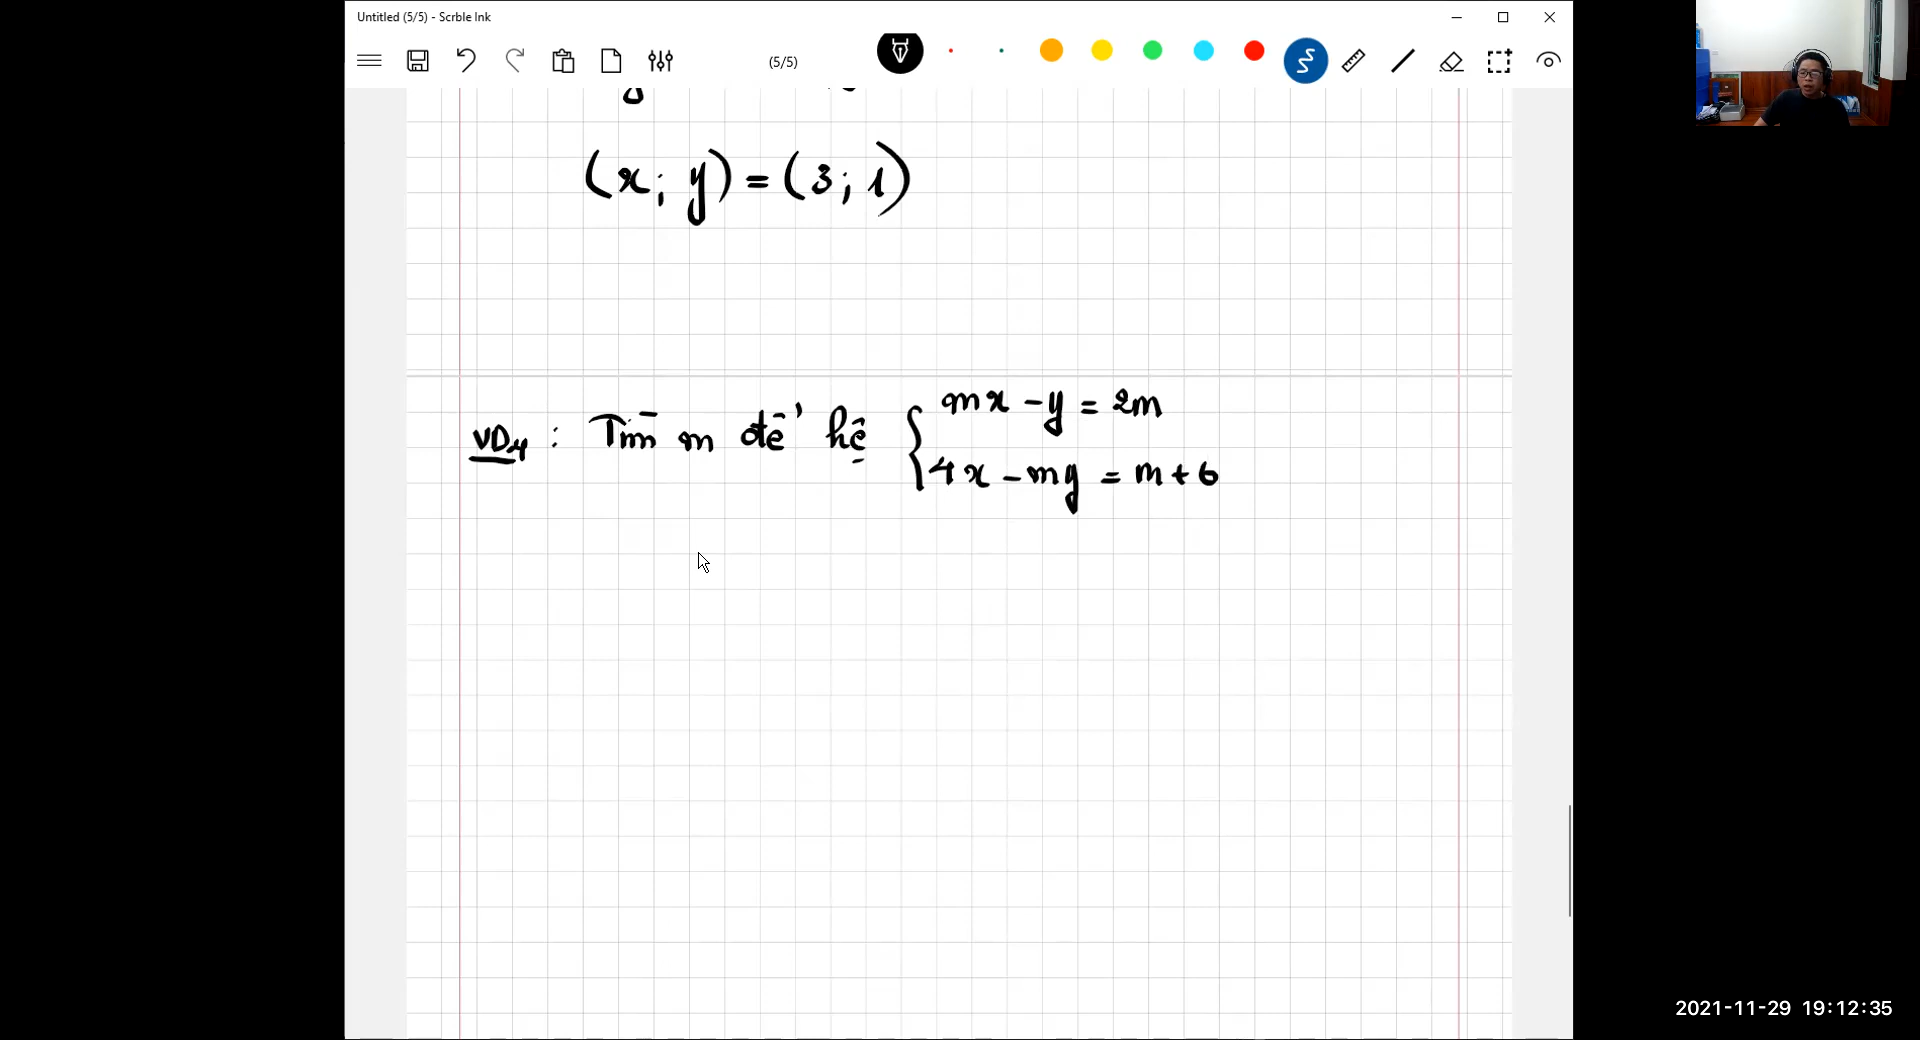 Untitled (5/5) - Scrble Ink
(5/5)
(x; y) = (3; 1)
VD4 : Tìm m để hệ { mx - y = 2m
4x - my = m + 6
2021-11-29 19:12:35